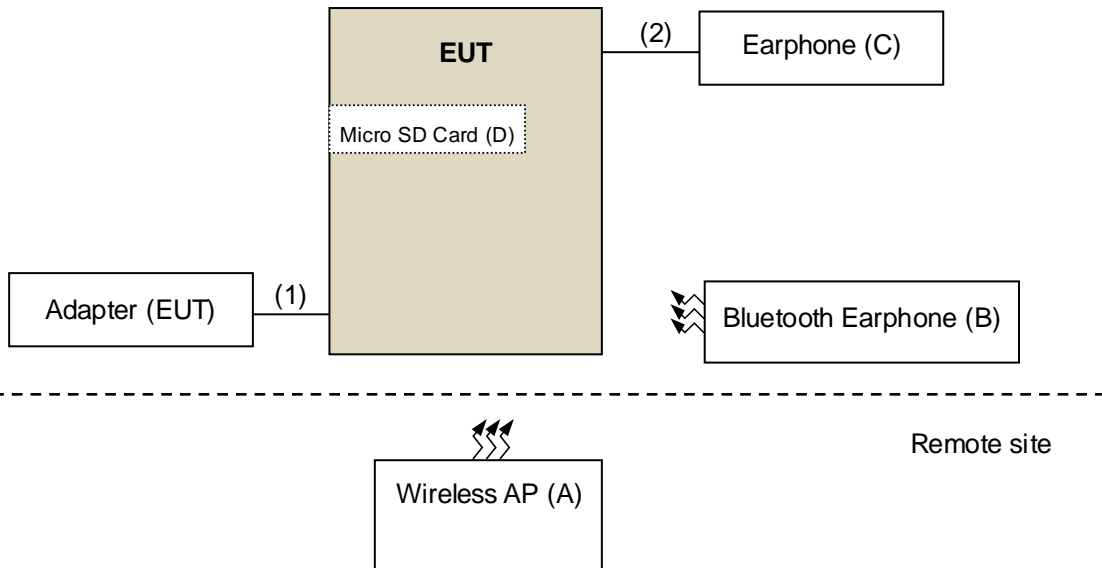 EUT
(2)
Earphone (C)
Micro SD Card (D)
Adapter (EUT)
(1)
Bluetooth Earphone (B)
Remote site
Wireless AP (A)